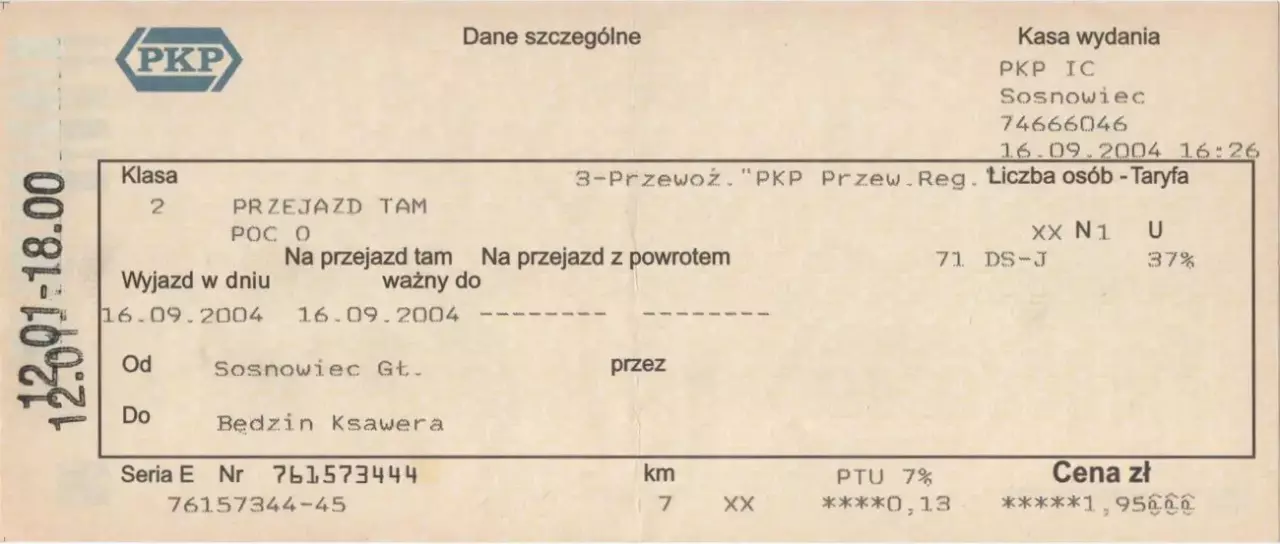 PKP
Dane szczególne
Kasa wydania
PKP IC
Sosnowiec
74666046
16.09.2004 16:26
12.01-18.00
12.01
Klasa
3-Przewoź."PKP Przew.Reg."
Liczba osób - Taryfa
2 PRZEJAZD TAM
POC O
XX N1 U
Na przejazd tam Na przejazd z powrotem
71 DS-J 37%
Wyjazd w dniu ważny do
16.09.2004 16.09.2004 -------- --------
Od Sosnowiec Gł. przez
Do Będzin Ksawera
Seria E Nr 761573444 km PTU 7% Cena zł
76157344-45 7 XX ****0,13 *****1,95